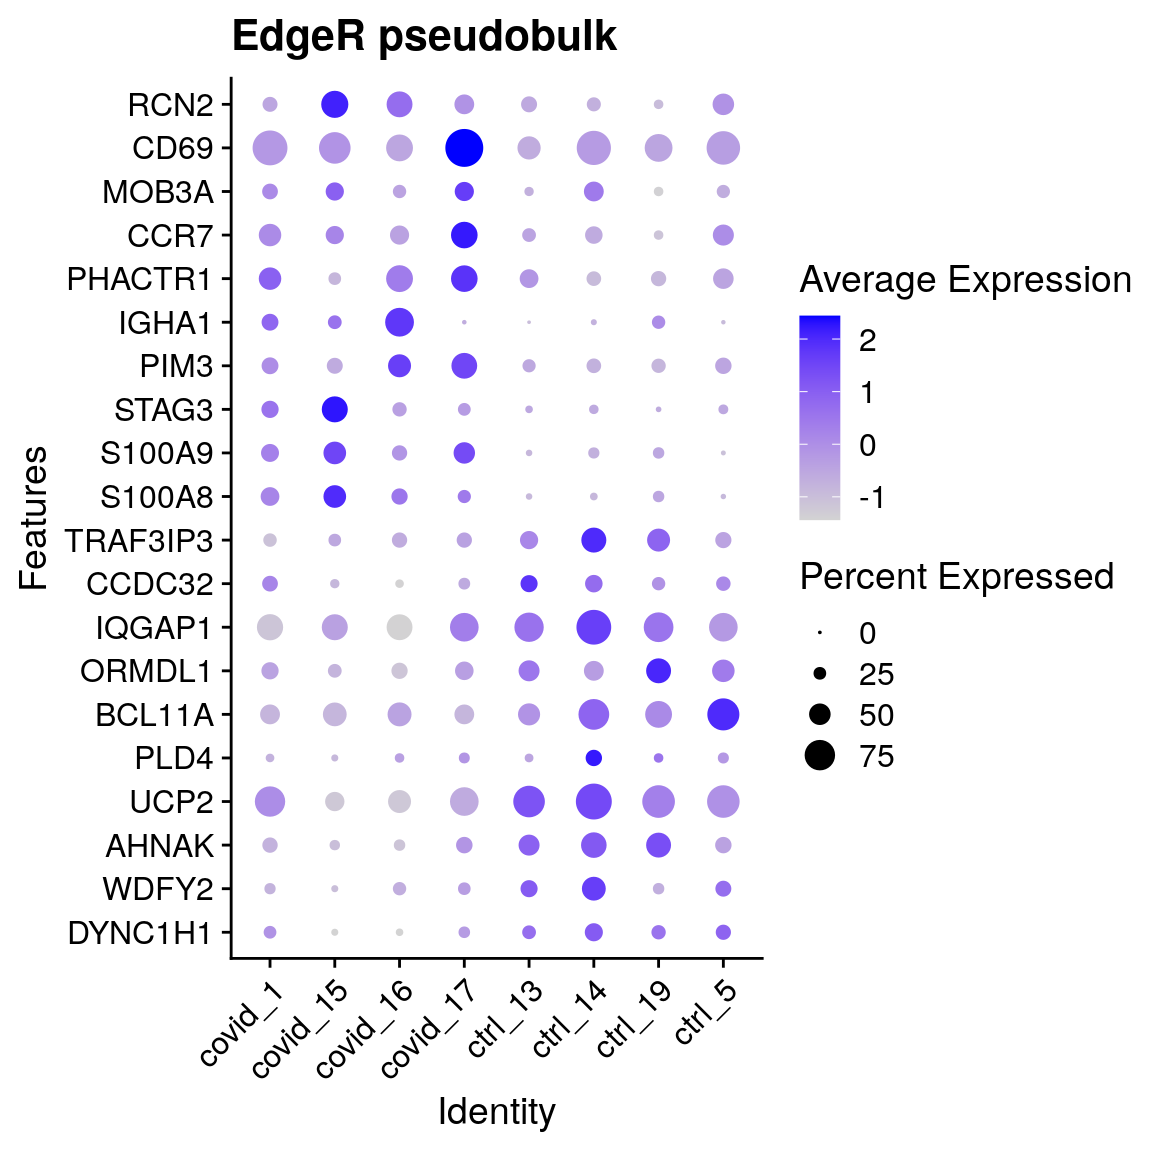 EdgeR pseudobulk
Features
RCN2
CD69
MOB3A
CCR7
PHACTR1
IGHA1
PIM3
STAG3
S100A9
S100A8
TRAF3IP3
CCDC32
IQGAP1
ORMDL1
BCL11A
PLD4
UCP2
AHNAK
WDFY2
DYNC1H1
covid_1
covid_15
covid_16
covid_17
ctrl_13
ctrl_14
ctrl_19
ctrl_5
Identity
Average Expression
2
1
0
-1
Percent Expressed
0
25
50
75